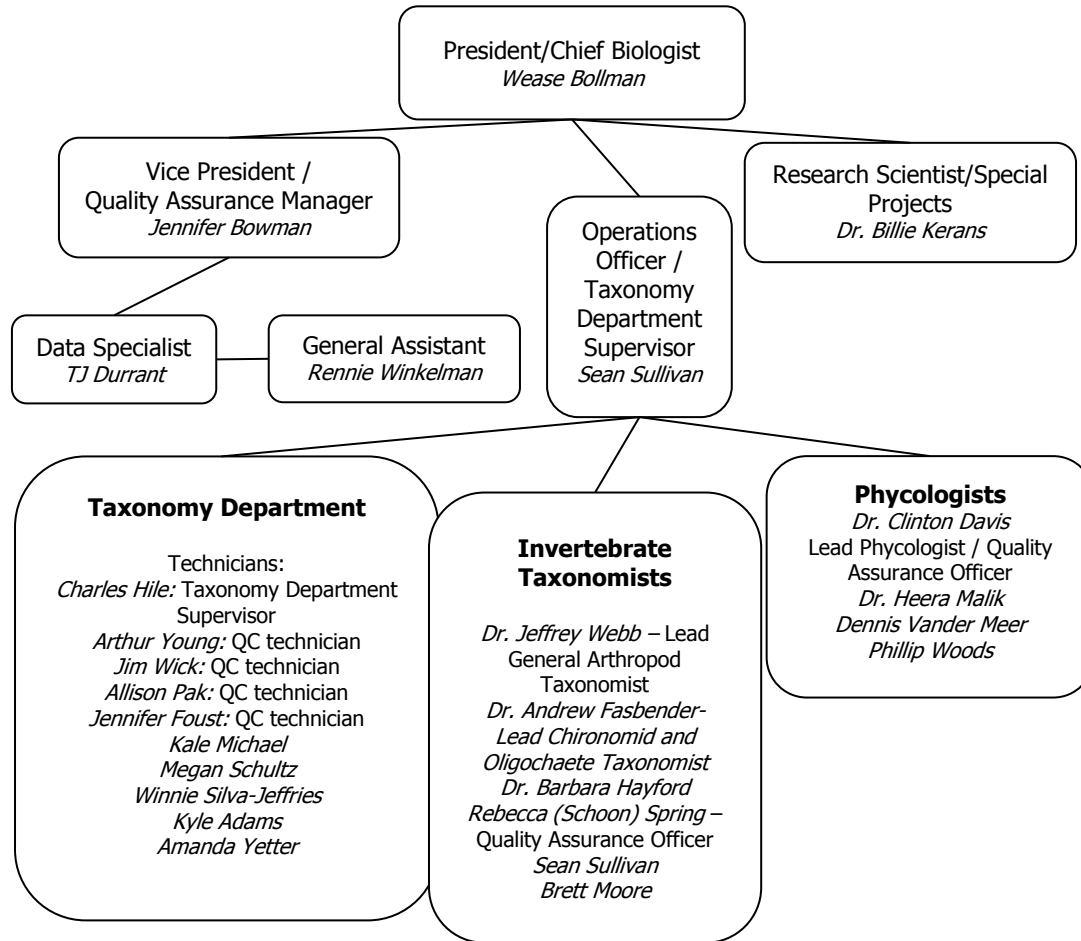 President/Chief Biologist
Wease Bollman
Vice President /
Quality Assurance Manager
Jennifer Bowman
Research Scientist/Special
Projects
Dr. Billie Kerans
Operations
Officer /
Taxonomy
Department
Supervisor
Sean Sullivan
Data Specialist
TJ Durrant
General Assistant
Rennie Winkelman
Taxonomy Department
Technicians:
Charles Hile: Taxonomy Department
Supervisor
Arthur Young: QC technician
Jim Wick: QC technician
Allison Pak: QC technician
Jennifer Foust: QC technician
Kale Michael
Megan Schultz
Winnie Silva-Jeffries
Kyle Adams
Amanda Yetter
Invertebrate
Taxonomists
Dr. Jeffrey Webb – Lead
General Arthropod
Taxonomist
Dr. Andrew Fasbender-
Lead Chironomid and
Oligochaete Taxonomist
Dr. Barbara Hayford
Rebecca (Schoon) Spring –
Quality Assurance Officer
Sean Sullivan
Brett Moore
Phycologists
Dr. Clinton Davis
Lead Phycologist / Quality
Assurance Officer
Dr. Heera Malik
Dennis Vander Meer
Phillip Woods